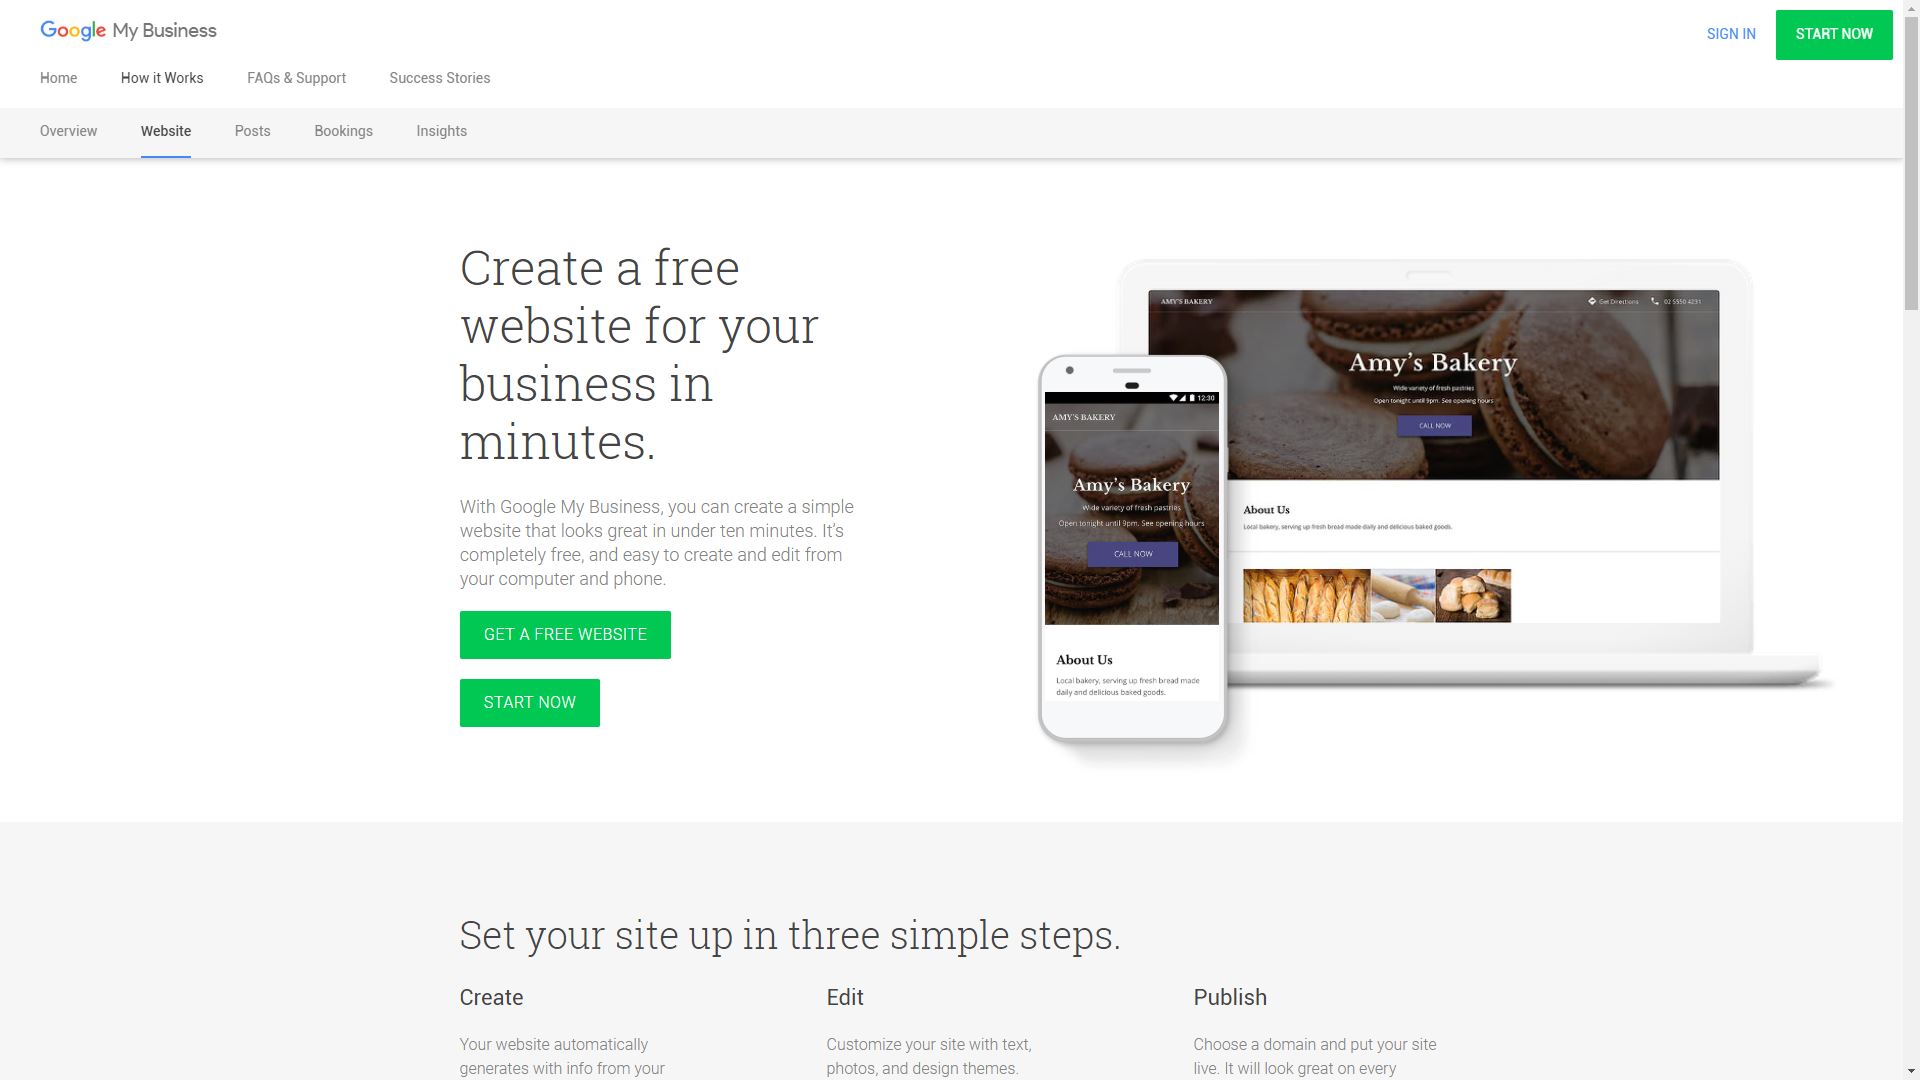 Google My Business
SIGN IN
START NOW
Home
How it Works
FAQs & Support
Success Stories
Overview
Website
Posts
Bookings
Insights
Create a free
website for your
business in
minutes.
With Google My Business, you can create a simple
website that looks great in under ten minutes. It’s
completely free, and easy to create and edit from
your computer and phone.
GET A FREE WEBSITE
START NOW
AMY'S BAKERY
Get Directions
02 5550 4231
Amy’s Bakery
Wide variety of fresh pastries
Open tonight until 9pm. See opening hours
CALL NOW
About Us
Local bakery, serving up fresh bread made daily and delicious baked goods.
12:30
AMY'S BAKERY
Amy’s Bakery
Wide variety of fresh pastries
Open tonight until 9pm. See opening hours
CALL NOW
About Us
Local bakery, serving up fresh bread made
daily and delicious baked goods.
Set your site up in three simple steps.
Create
Your website automatically
generates with info from your
Edit
Customize your site with text,
photos, and design themes.
Publish
Choose a domain and put your site
live. It will look great on every